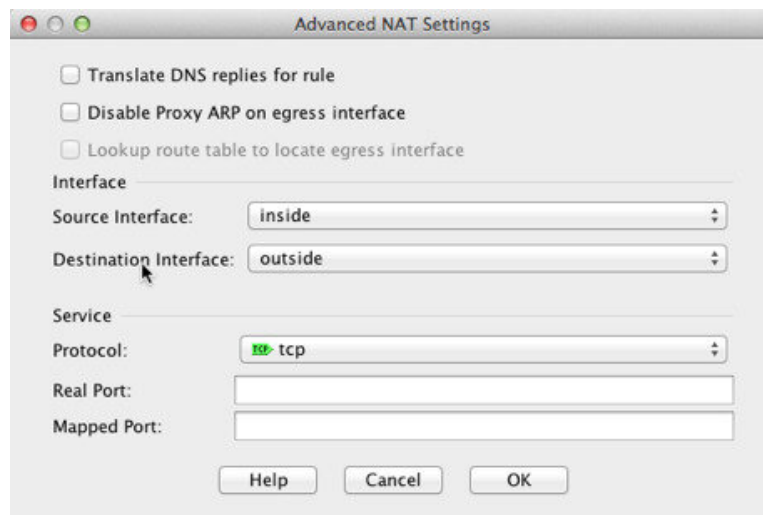 Advanced NAT Settings
Translate DNS replies for rule
Disable Proxy ARP on egress interface
Lookup route table to locate egress interface
Interface
Source Interface: inside
Destination Interface: outside
Service
Protocol: TCP tcp
Real Port:
Mapped Port:
Help Cancel OK